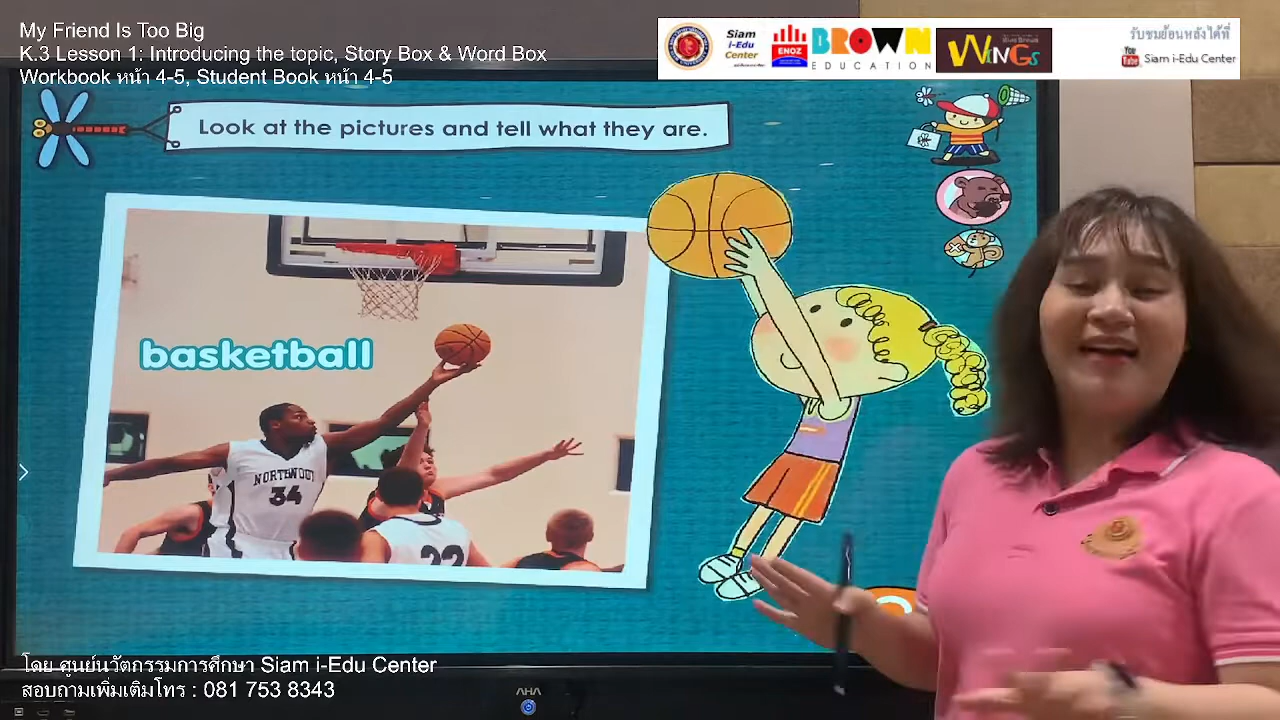 My Friend Is Too Big
K2 Lesson 1: Introducing the Story, Story Book, Word Box
Workbook หน้า 4-5, Student Book หน้า 4-5
Siam
i-Edu
Center
ENOZ
BROWN
EDUCATION
WINGS
รับชมย้อนหลังได้ที่
You
Tube
Siam i-Edu Center
Look at the pictures and tell what they are.
basketball
NORTHWOOD
34
22
โดย ศูนย์นวัตกรรมการศึกษา Siam i-Edu Center
สอบถามเพิ่มเติมโทร : 081 753 8343